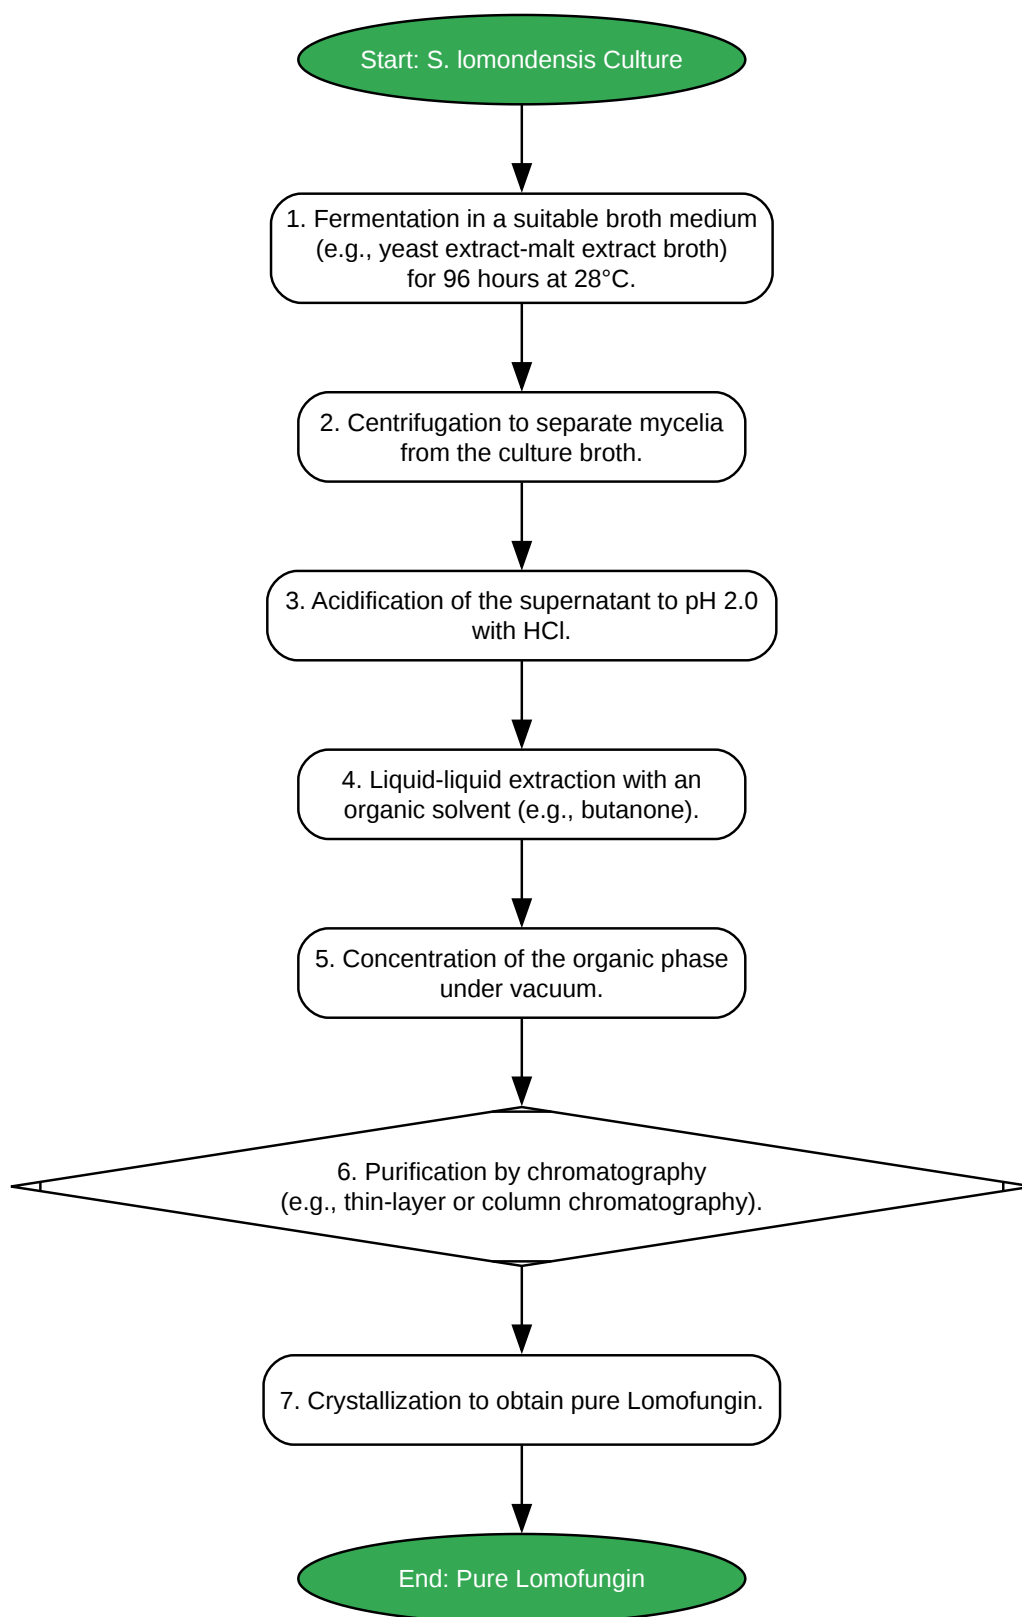 Start: S. lomondensis Culture
1. Fermentation in a suitable broth medium
(e.g., yeast extract-malt extract broth)
for 96 hours at 28°C.
2. Centrifugation to separate mycelia
from the culture broth.
3. Acidification of the supernatant to pH 2.0
with HCl.
4. Liquid-liquid extraction with an
organic solvent (e.g., butanone).
5. Concentration of the organic phase
under vacuum.
6. Purification by chromatography
(e.g., thin-layer or column chromatography).
7. Crystallization to obtain pure Lomofungin.
End: Pure Lomofungin